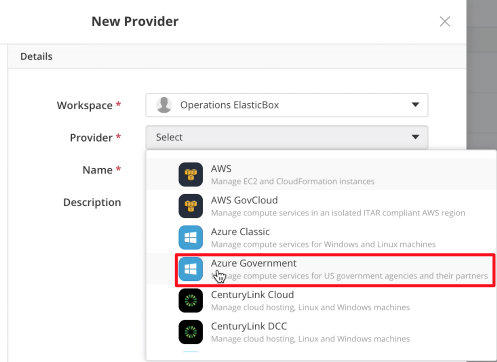 New Provider
Details
Workspace *
Operations ElasticBox
Provider *
Select
Name *
Description
AWS
Manage EC2 and CloudFormation instances
AWS GovCloud
Manage compute services in an isolated ITAR compliant AWS region
Azure Classic
Manage compute services for Windows and Linux machines
Azure Government
Manage compute services for US government agencies and their partners
CenturyLink Cloud
Manage cloud hosting, Linux and Windows machines
CenturyLink DCC
Manage cloud hosting, Linux and Windows machines